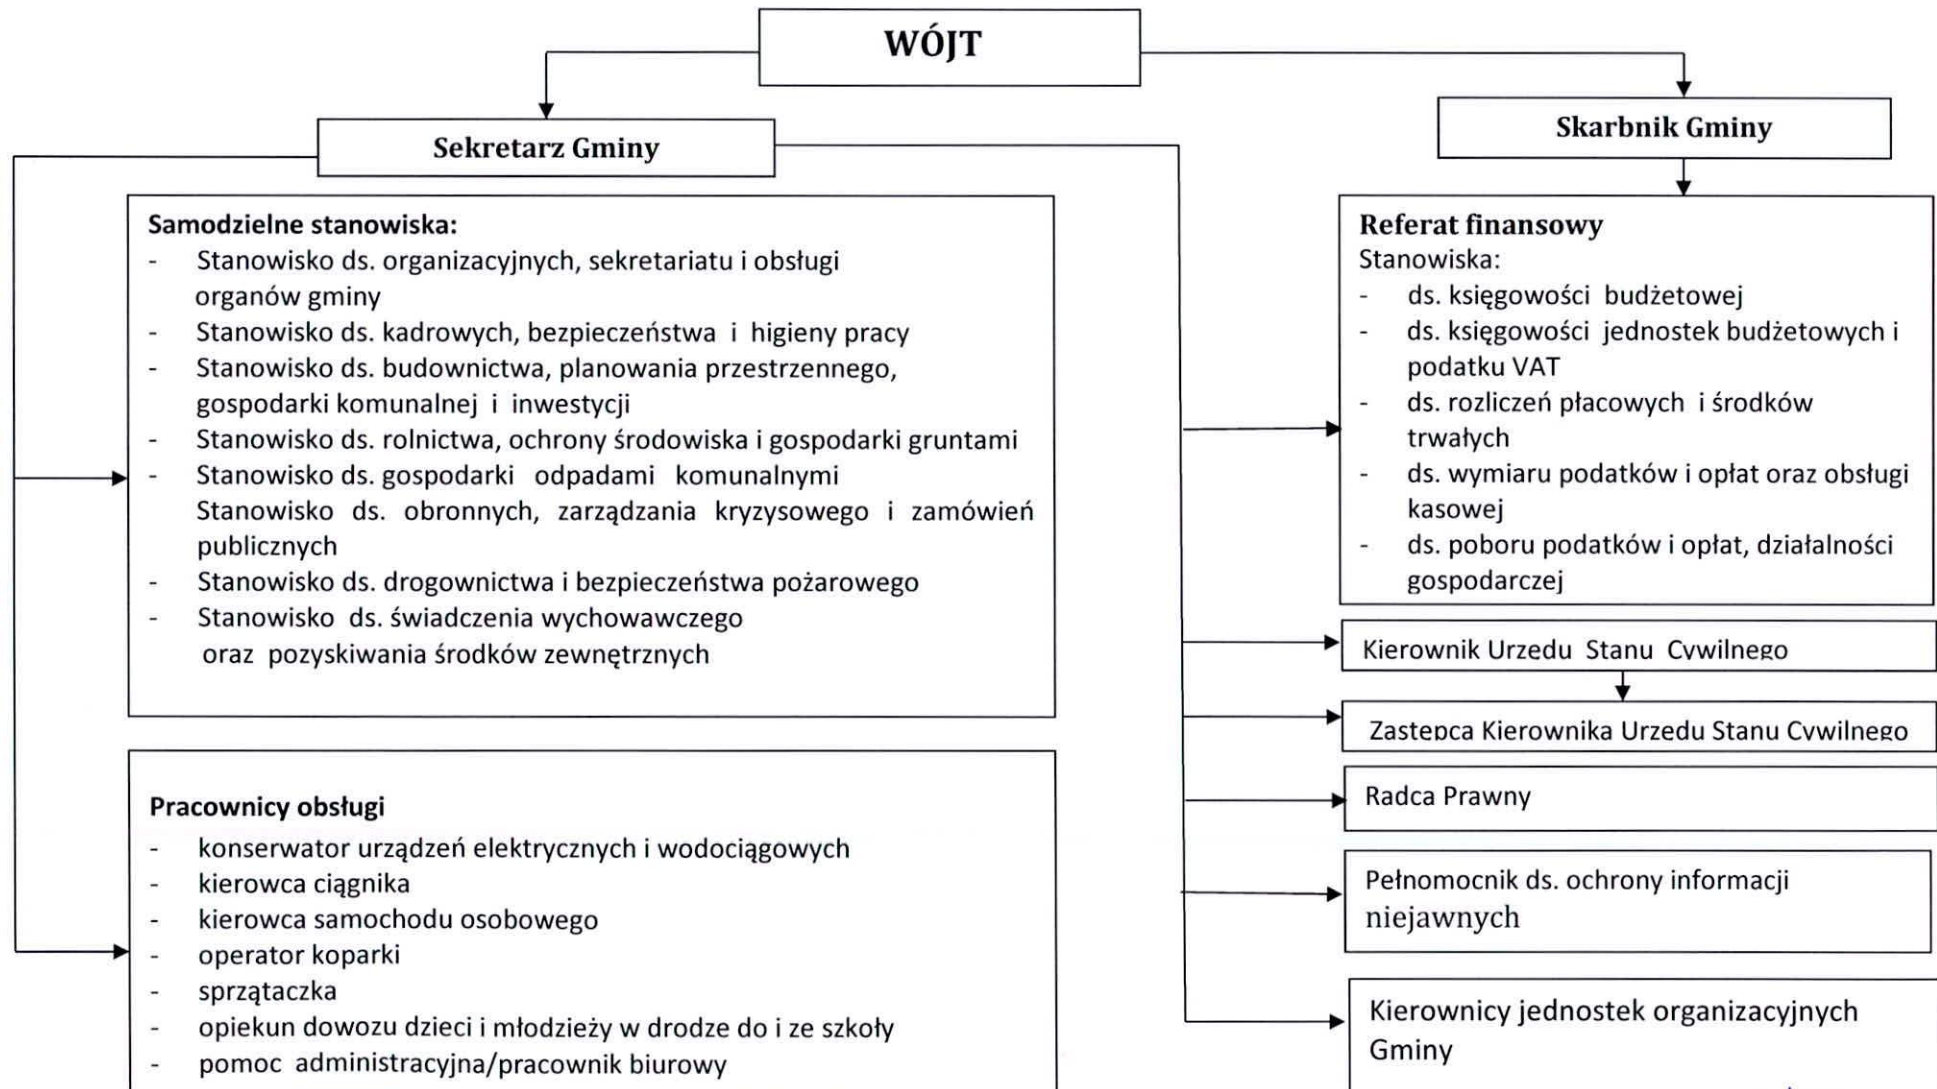 WÓJT
Sekretarz Gminy
Skarbnik Gminy
Samodzielne stanowiska:
- Stanowisko ds. organizacyjnych, sekretariatu i obsługi
organów gminy
- Stanowisko ds. kadrowych, bezpieczeństwa i higieny pracy
- Stanowisko ds. budownictwa, planowania przestrzennego,
gospodarki komunalnej i inwestycji
- Stanowisko ds. rolnictwa, ochrony środowiska i gospodarki gruntami
- Stanowisko ds. gospodarki odpadami komunalnymi
Stanowisko ds. obronnych, zarządzania kryzysowego i zamówień
publicznych
- Stanowisko ds. drogownictwa i bezpieczeństwa pożarowego
- Stanowisko ds. świadczenia wychowawczego
oraz pozyskiwania środków zewnętrznych
Pracownicy obsługi
- konserwator urządzeń elektrycznych i wodociągowych
- kierowca ciągnika
- kierowca samochodu osobowego
- operator koparki
- sprzątaczka
- opiekun dowozu dzieci i młodzieży w drodze do i ze szkoły
- pomoc administracyjna/pracownik biurowy
Referat finansowy
Stanowiska:
- ds. księgowości budżetowej
- ds. księgowości jednostek budżetowych i
podatku VAT
- ds. rozliczeń płacowych i środków
trwałych
- ds. wymiaru podatków i opłat oraz obsługi
kasowej
- ds. poboru podatków i opłat, działalności
gospodarczej
Kierownik Urzędu Stanu Cywilnego
Zastępca Kierownika Urzędu Stanu Cywilnego
Radca Prawny
Pełnomocnik ds. ochrony informacji
niejawnych
Kierownicy jednostek organizacyjnych
Gminy